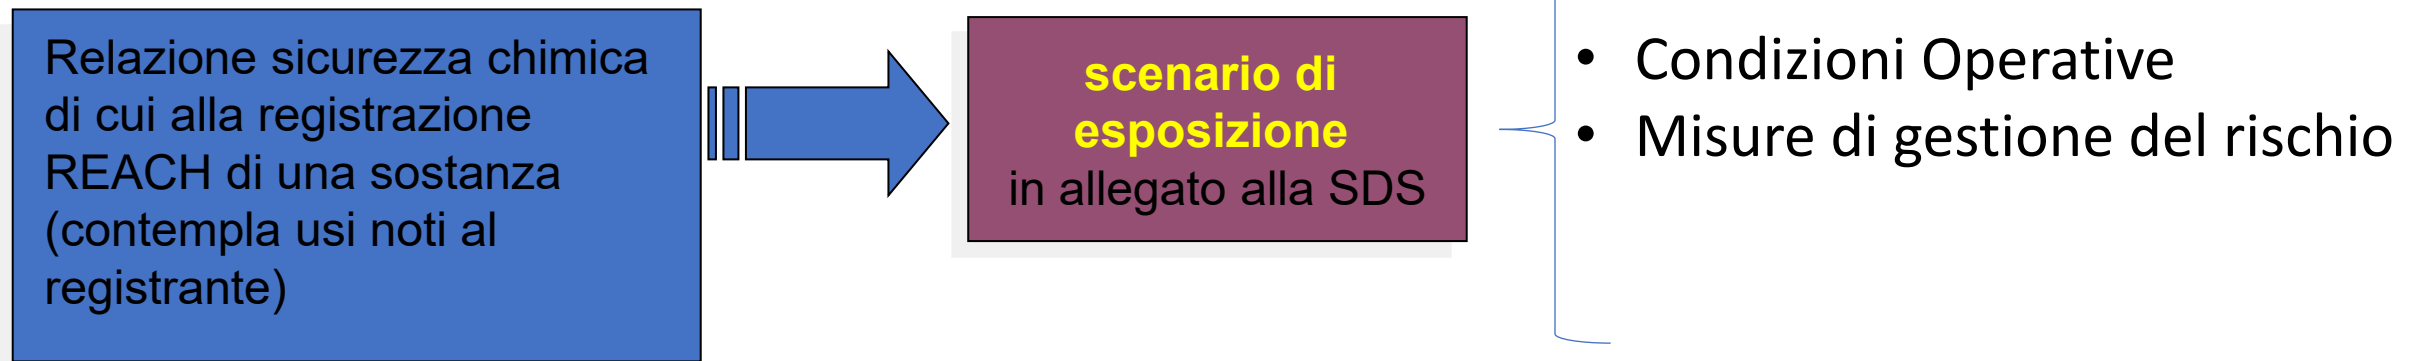 Relazione sicurezza chimica
di cui alla registrazione
REACH di una sostanza
(contempla usi noti al
registrante)
scenario di
esposizione
in allegato alla SDS
• Condizioni Operative
• Misure di gestione del rischio